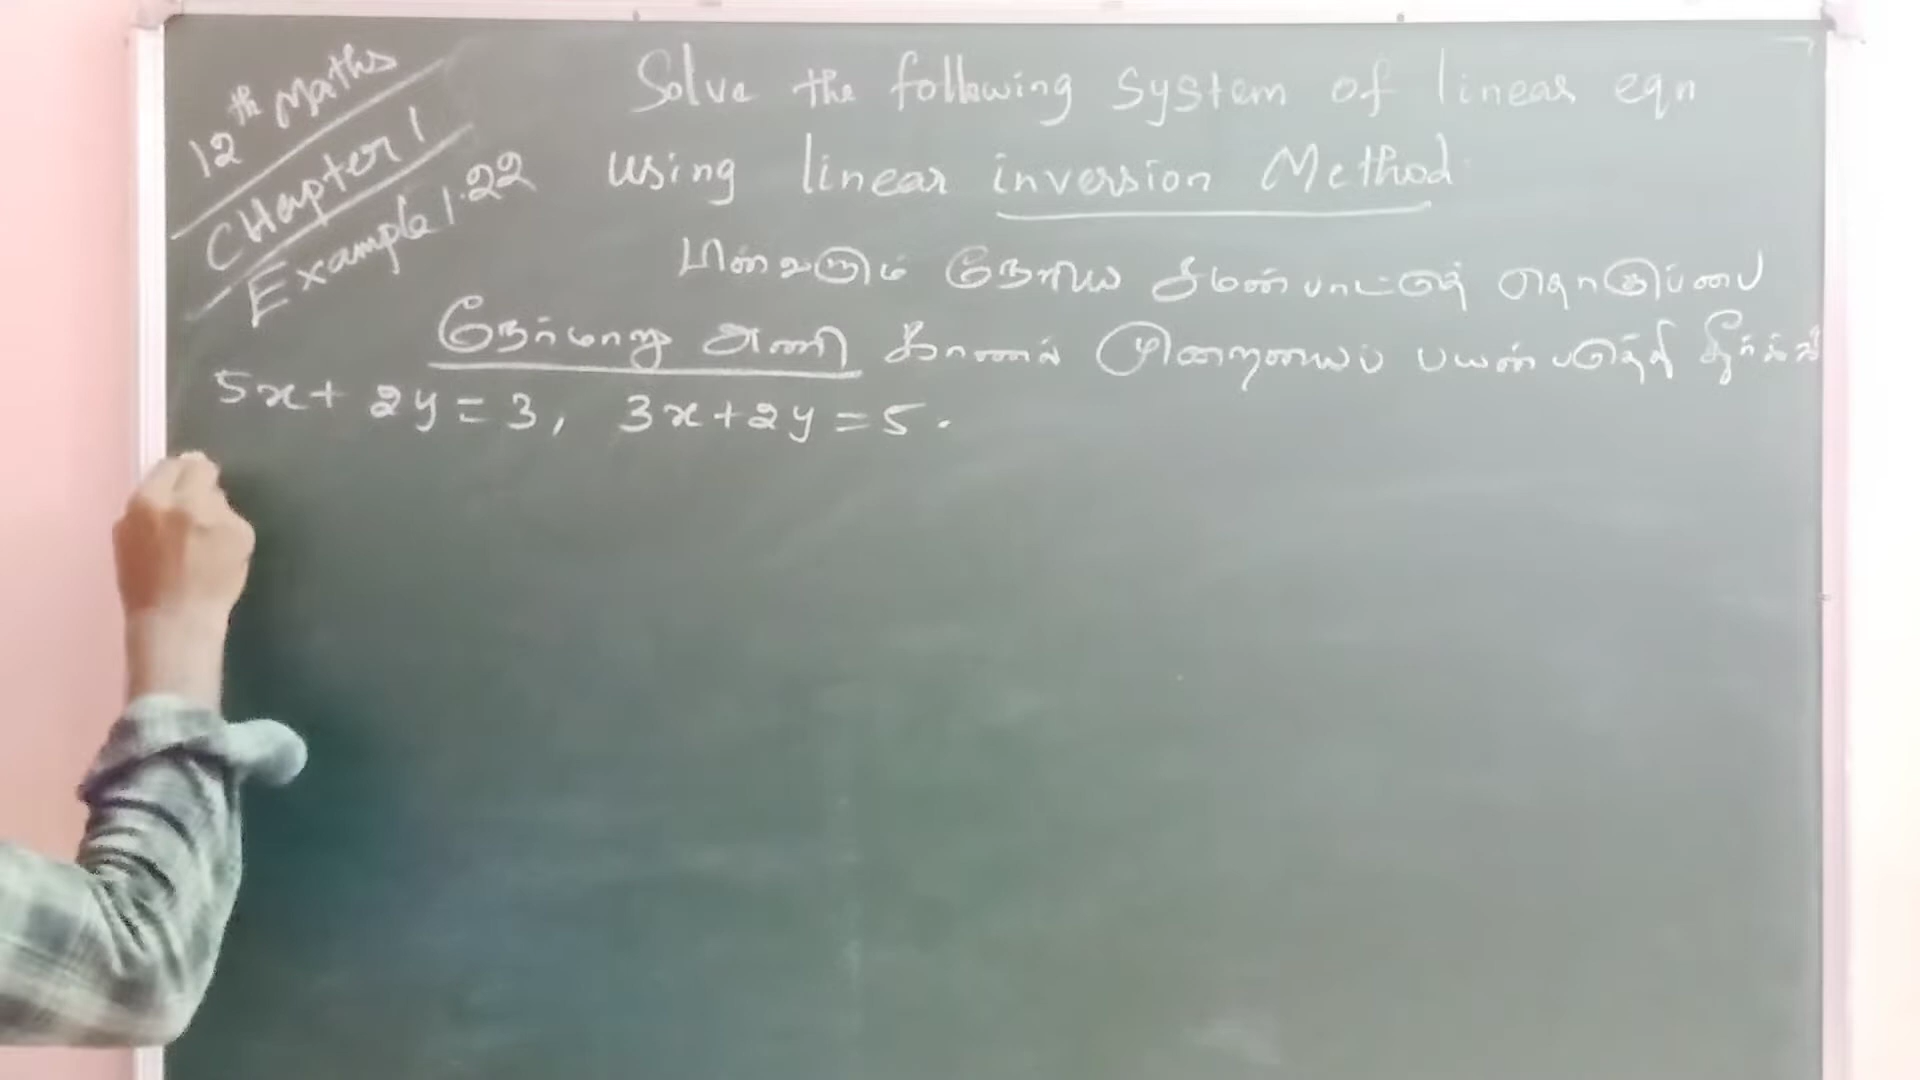 12th Maths
Chapter 1
Example 1.22
Solve the following System of linear eqn
using linear inversion Method
பின்வரும் நேரிய சமன்பாட்டுத் தொகுப்பை
நேர்மாறு அணி காணல் முறையைப் பயன்படுத்தி
5x + 2y = 3, 3x + 2y = 5.